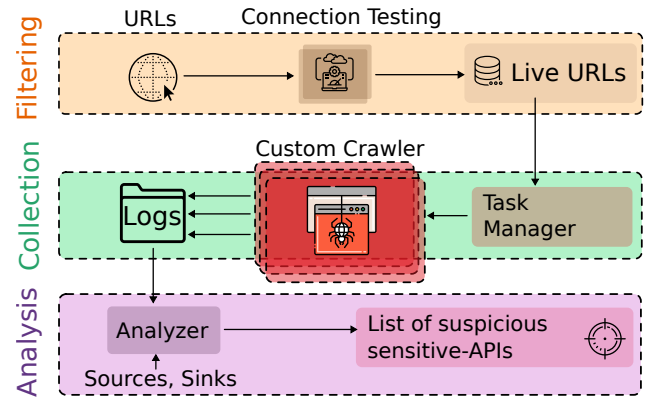 URLs
Connection Testing
Filtering
Live URLs
Custom Crawler
Collection
Logs
Task
Manager
Analysis
Analyzer
List of suspicious
sensitive-APIs
Sources, Sinks